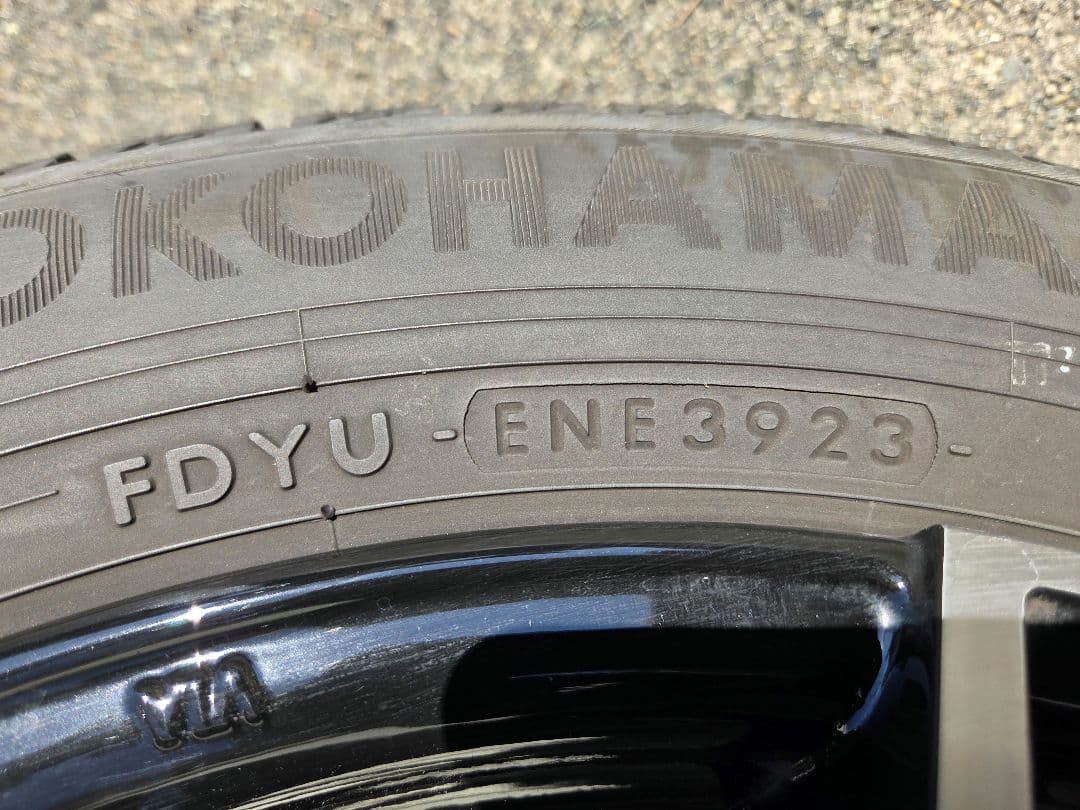 OKOHAMA
FDYU - ENE3923 -
VIA